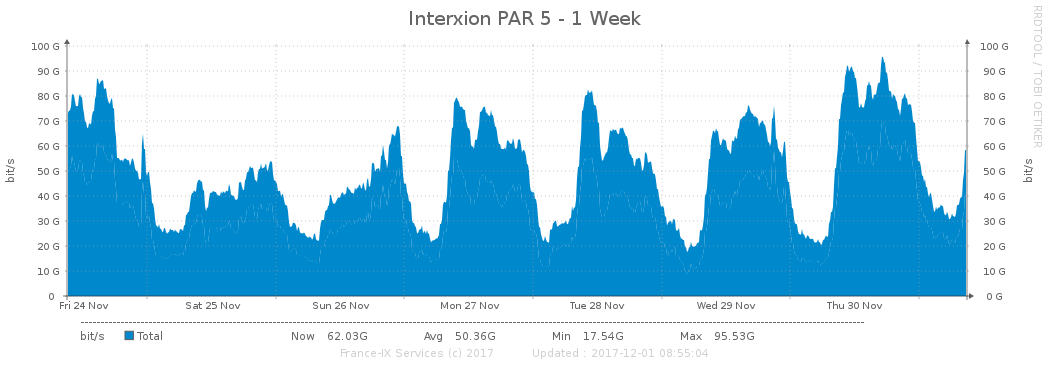 Interxion PAR 5 - 1 Week
RRDTOOL / TOBI OETIKER
bit/s
bit/s
100 G 100 G
90 G 90 G
80 G 80 G
70 G 70 G
60 G 60 G
50 G 50 G
40 G 40 G
30 G 30 G
20 G 20 G
10 G 10 G
0 0 G
Fri 24 Nov Sat 25 Nov Sun 26 Nov Mon 27 Nov Tue 28 Nov Wed 29 Nov Thu 30 Nov
bit/s Total Now 62.03G Avg 50.36G Min 17.54G Max 95.53G
France-IX Services (c) 2017 Updated : 2017-12-01 08:55:04